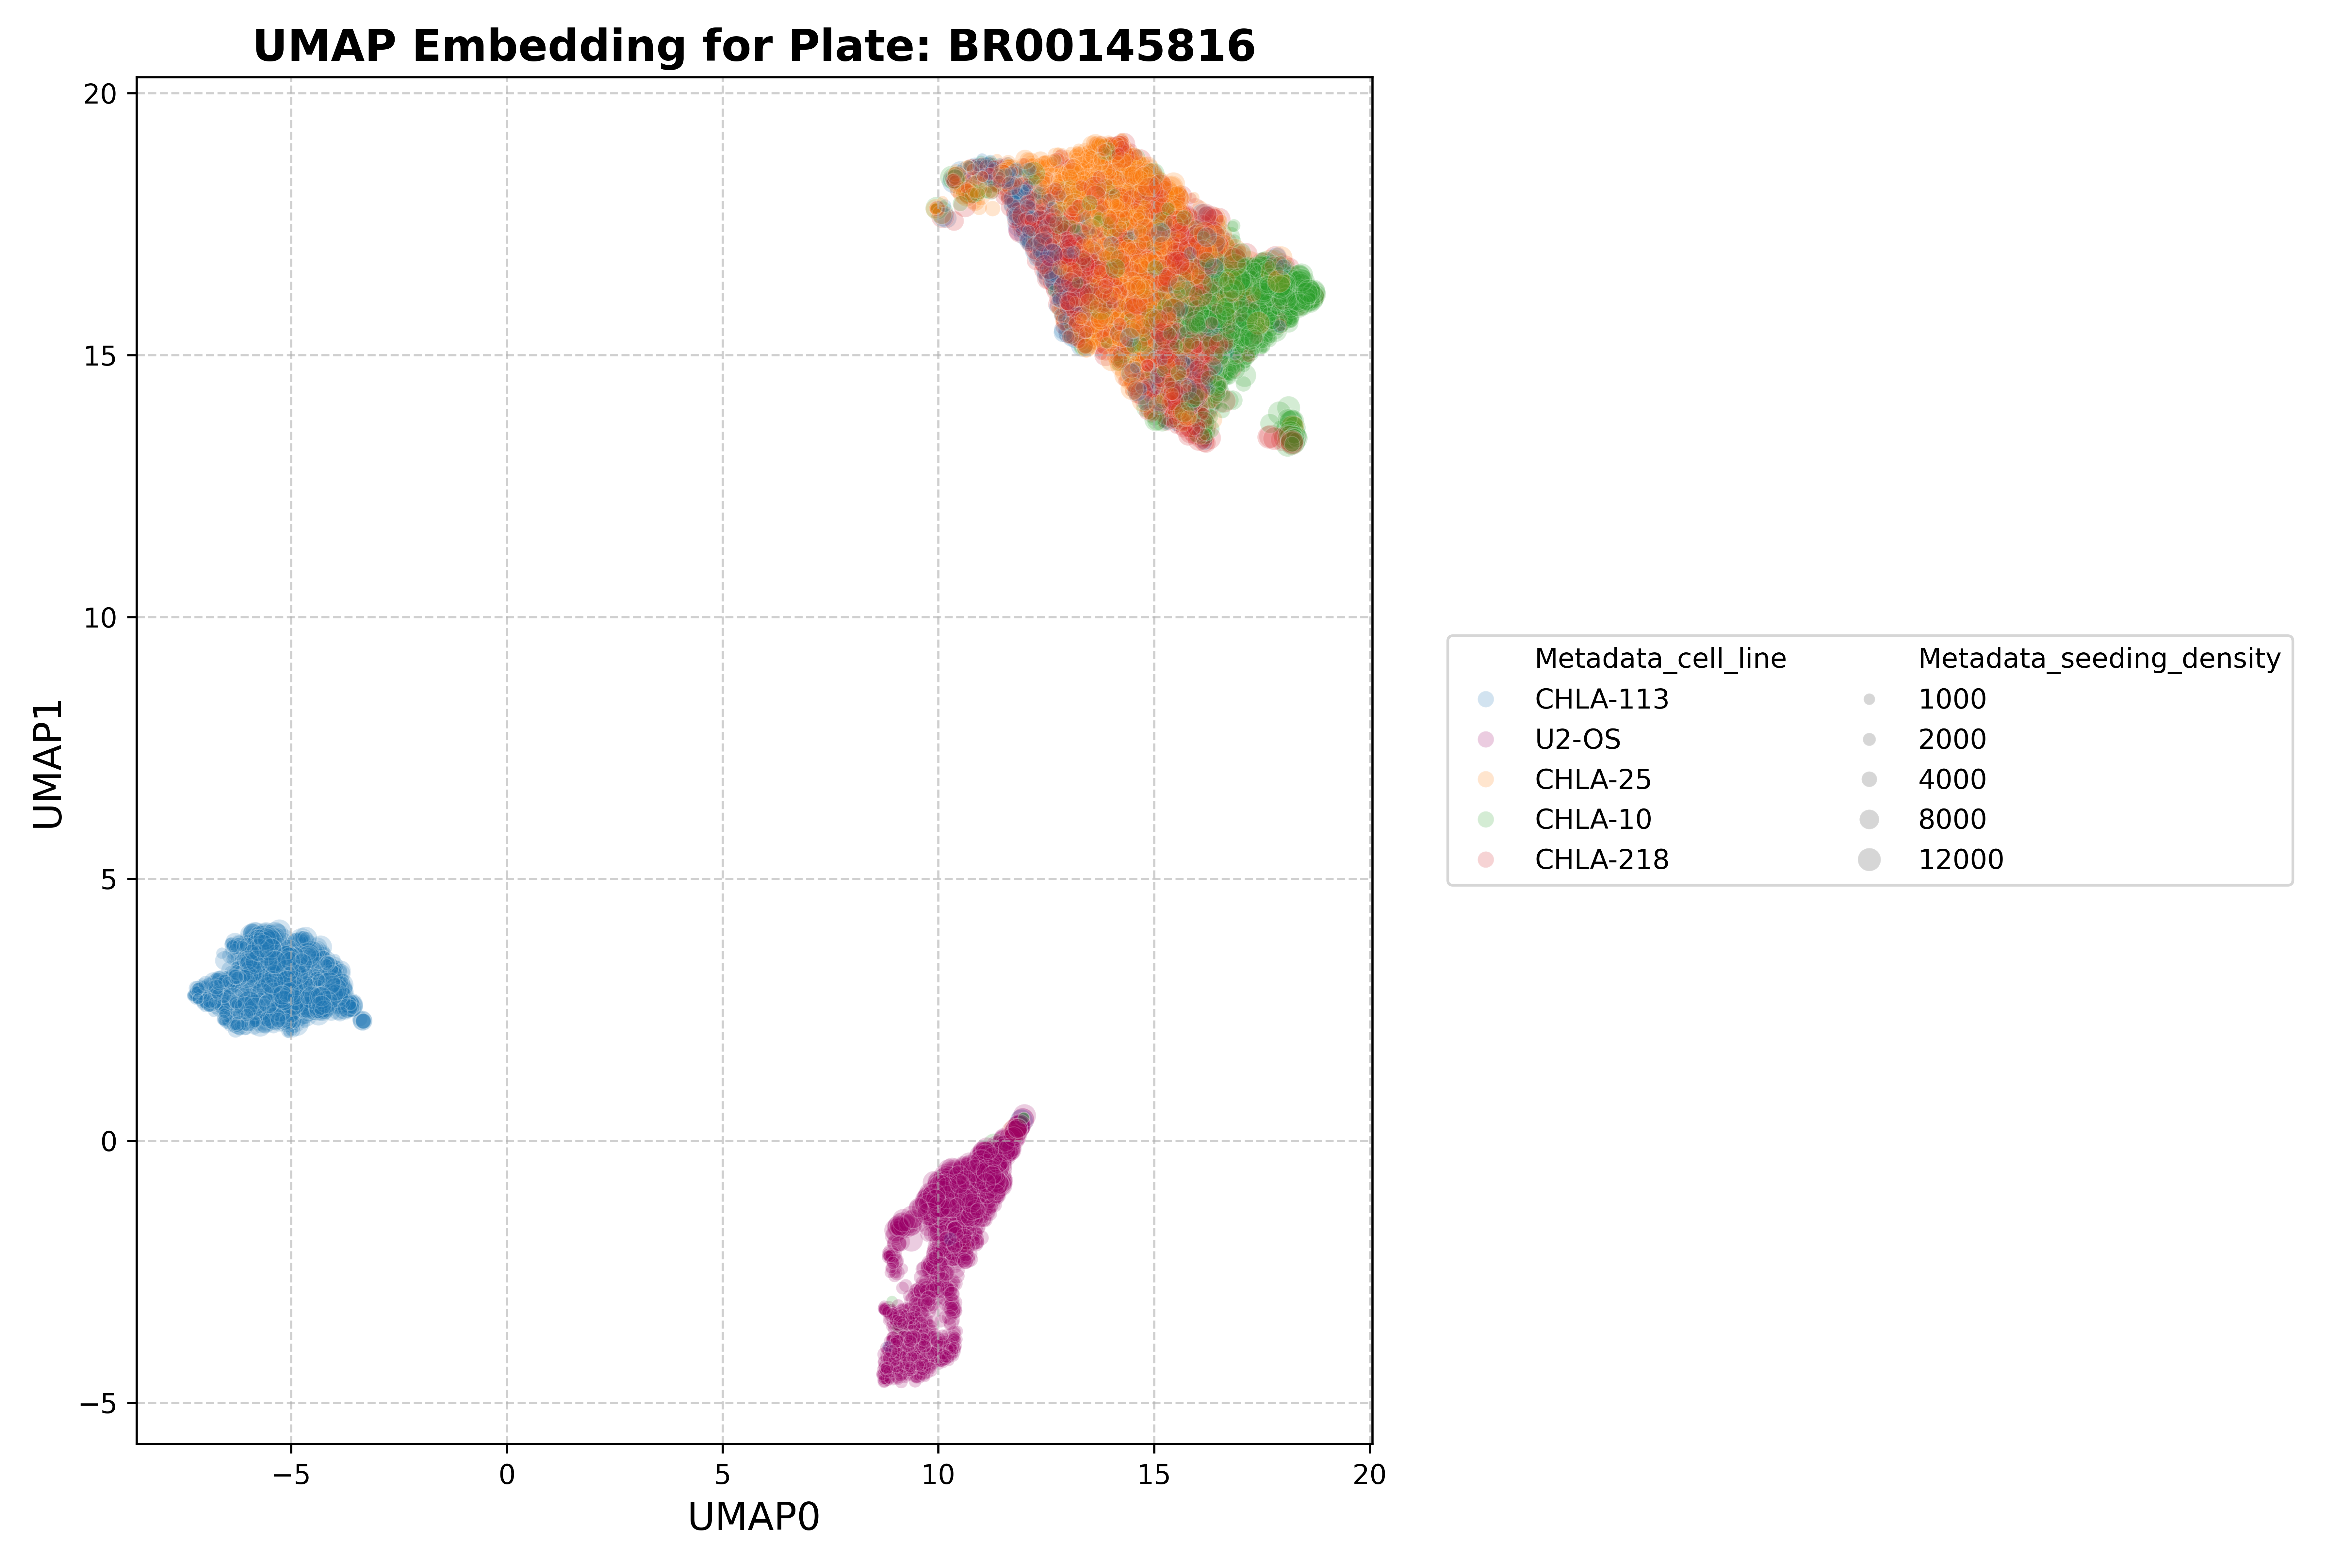 UMAP Embedding for Plate: BR00145816
20
15
10
5
0
−5
UMAP1
−5 0 5 10 15 20
UMAP0
Metadata_cell_line
CHLA-113
U2-OS
CHLA-25
CHLA-10
CHLA-218
Metadata_seeding_density
1000
2000
4000
8000
12000